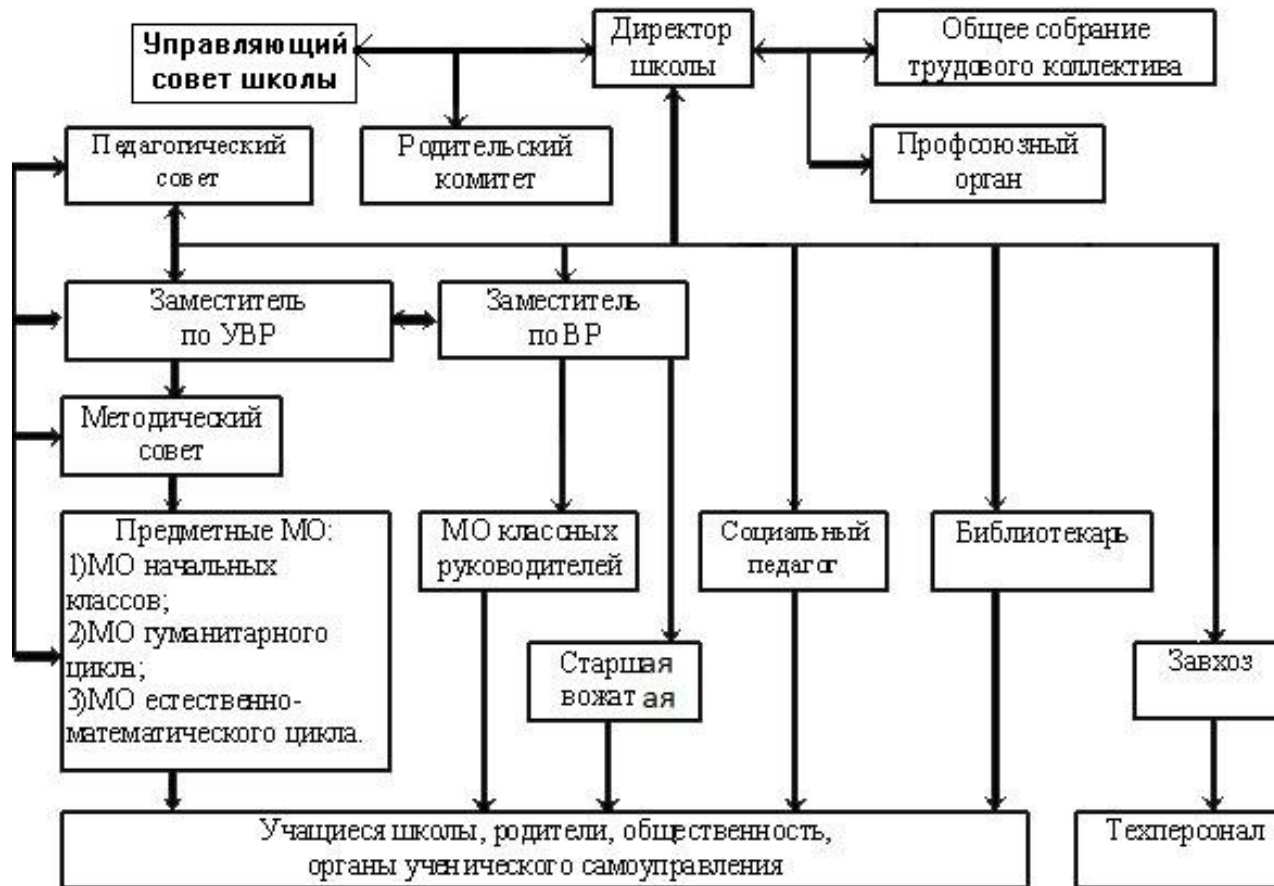 Управляющий
совет школы
Директор
школы
Общее собрание
трудового коллектива
Педагогический
совет
Родительский
комитет
Профсоюзный
орган
Заместитель
по УВР
Заместитель
по ВР
Методический
совет
Предметные МО:
1)МО начальных
классов;
2)МО гуманитарного
цикла;
3)МО естественно-
математического цикла.
МО классных
руководителей
Социальный
педагог
Библиотекарь
Старшая
вожатая
Завхоз
Учащиеся школы, родители, общественность,
органы ученического самоуправления
Техперсонал